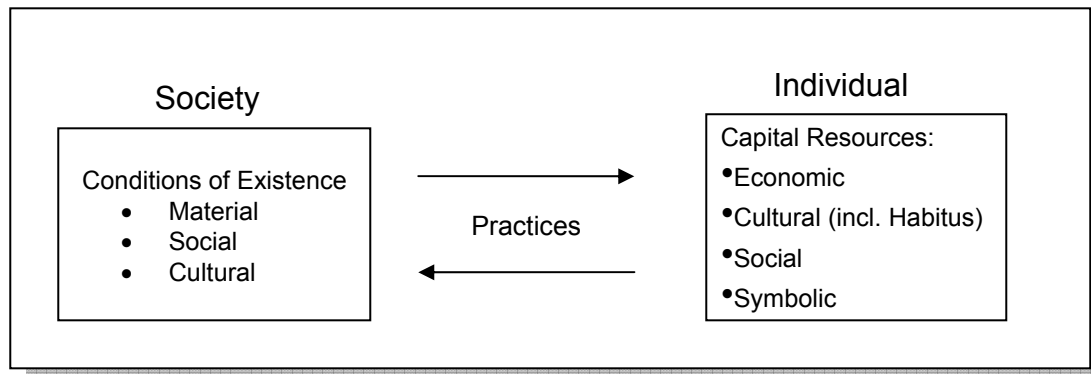 Society
Conditions of Existence
• Material
• Social
• Cultural
Practices
Individual
Capital Resources:
•Economic
•Cultural (incl. Habitus)
•Social
•Symbolic